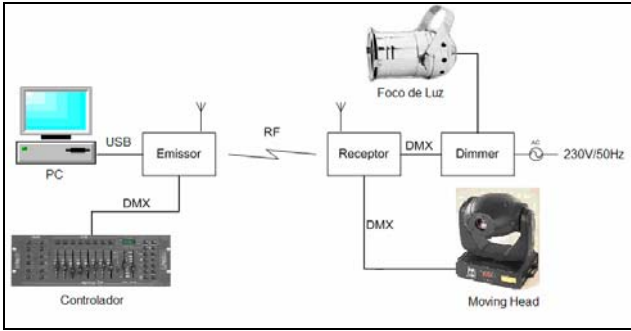 Foco de Luz
RF
USB
Emissor
Receptor
DMX
Dimmer
AC
230V/50Hz
PC
DMX
DMX
Controlador
Moving Head